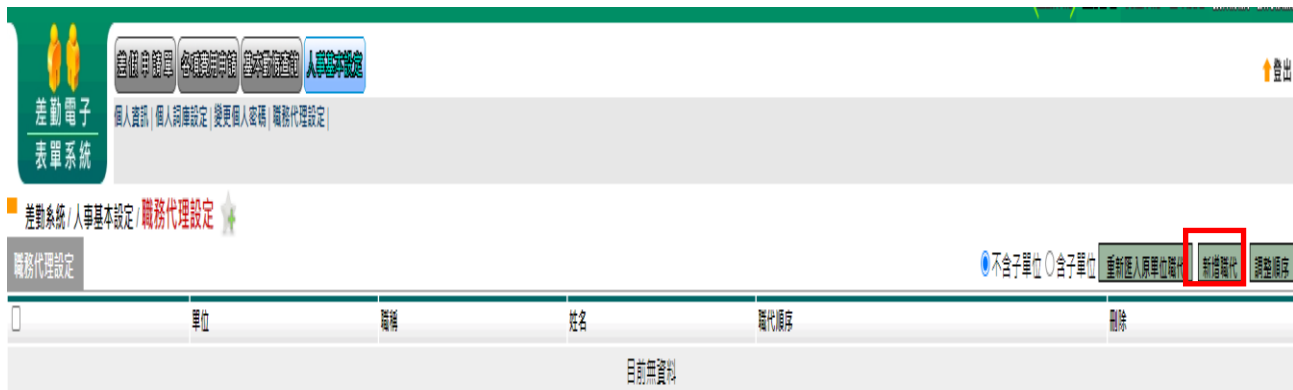 差假申請單 各項費用申請 基本勤惰查詢 人事基本設定
登出
差勤電子
表單系統
個人資訊 | 個人詞庫設定 | 變更個人密碼 | 職務代理設定 |
差勤系統 / 人事基本設定 / 職務代理設定
職務代理設定
不含子單位 含子單位 重新匯入原單位職代 新增職代 調整順序
單位 職稱 姓名 職代順序 刪除
目前無資料